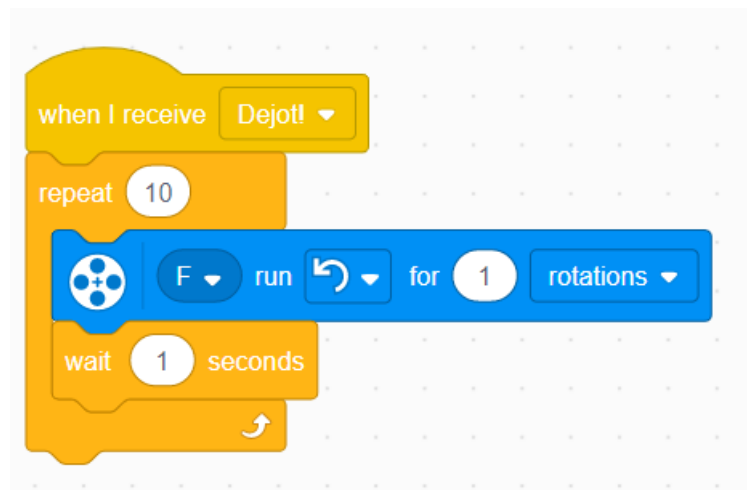 when I receive Dejot!
repeat 10
F run for 1 rotations
wait 1 seconds